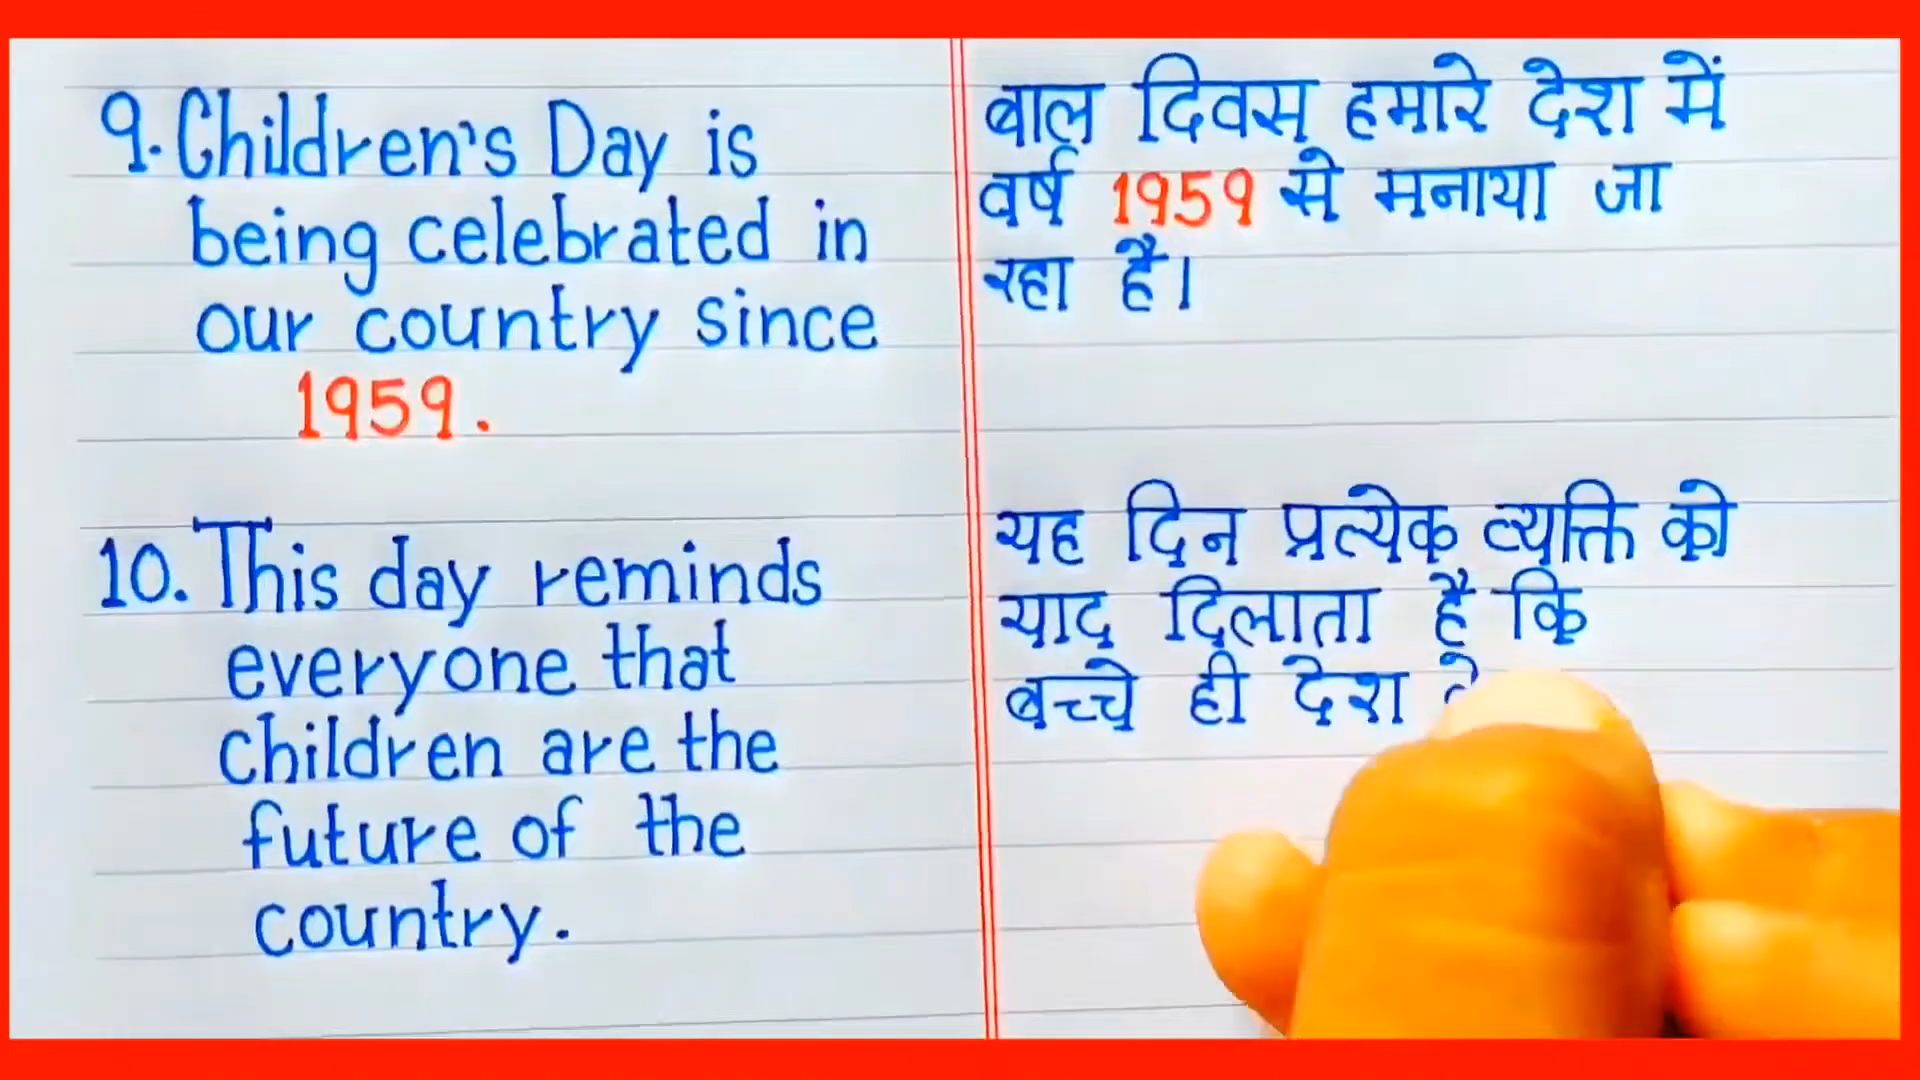 9. Children's Day is
being celebrated in
our country since
1959.
10. This day reminds
everyone that
children are the
future of the
country.
बाल दिवस हमारे देश में
वर्ष 1959 से मनाया जा
रहा है।
यह दिन प्रत्येक व्यक्ति को
याद दिलाता है कि
बच्चे ही देश